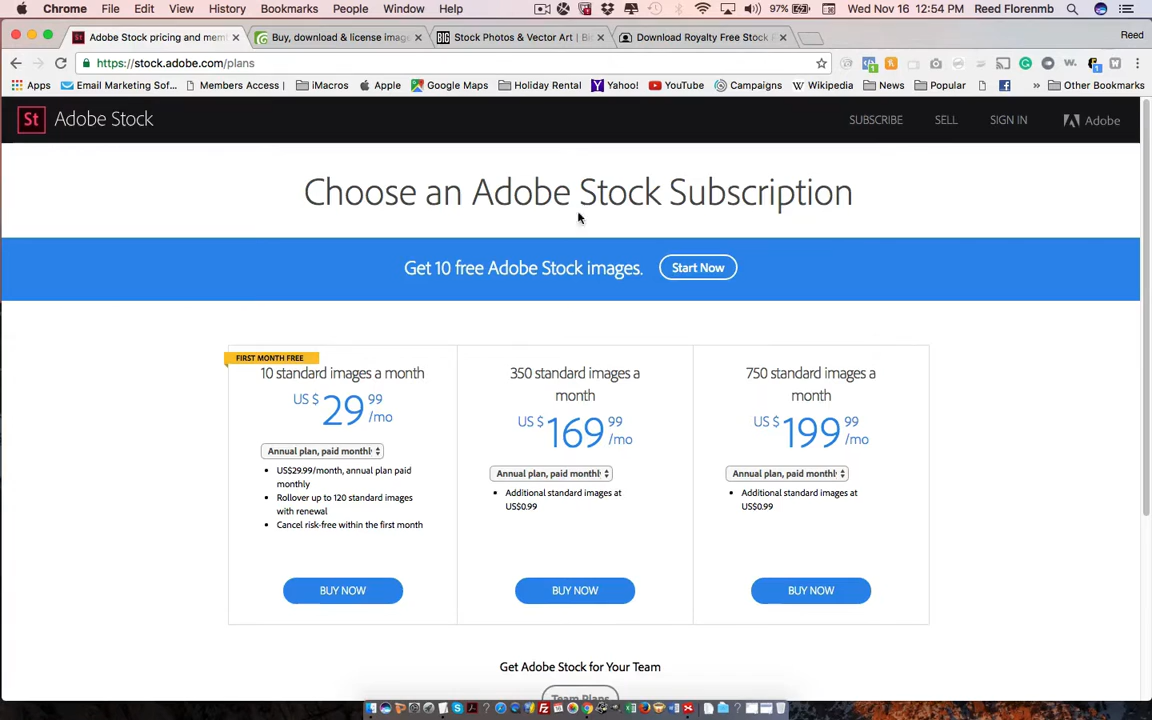 Chrome File Edit View History Bookmarks People Window Help 97% Wed Nov 16 12:54 PM Reed Florenmb
Adobe Stock pricing and mem × Buy, download & license image × BIG Stock Photos & Vector Art | Bi × Download Royalty Free Stock P × Reed
https://stock.adobe.com/plans
Apps Email Marketing Sof... Members Access | iMacros Apple Google Maps Holiday Rental Yahoo! YouTube Campaigns Wikipedia News Popular » Other Bookmarks
St Adobe Stock SUBSCRIBE SELL SIGN IN Adobe
Choose an Adobe Stock Subscription
Get 10 free Adobe Stock images. Start Now
FIRST MONTH FREE
10 standard images a month
US $ 29 99 /mo
Annual plan, paid monthl
• US$29.99/month, annual plan paid
monthly
• Rollover up to 120 standard images
with renewal
• Cancel risk-free within the first month
BUY NOW
350 standard images a
month
US $ 169 99 /mo
Annual plan, paid monthl
• Additional standard images at
US$0.99
BUY NOW
750 standard images a
month
US $ 199 99 /mo
Annual plan, paid monthl
• Additional standard images at
US$0.99
BUY NOW
Get Adobe Stock for Your Team
Team Plans